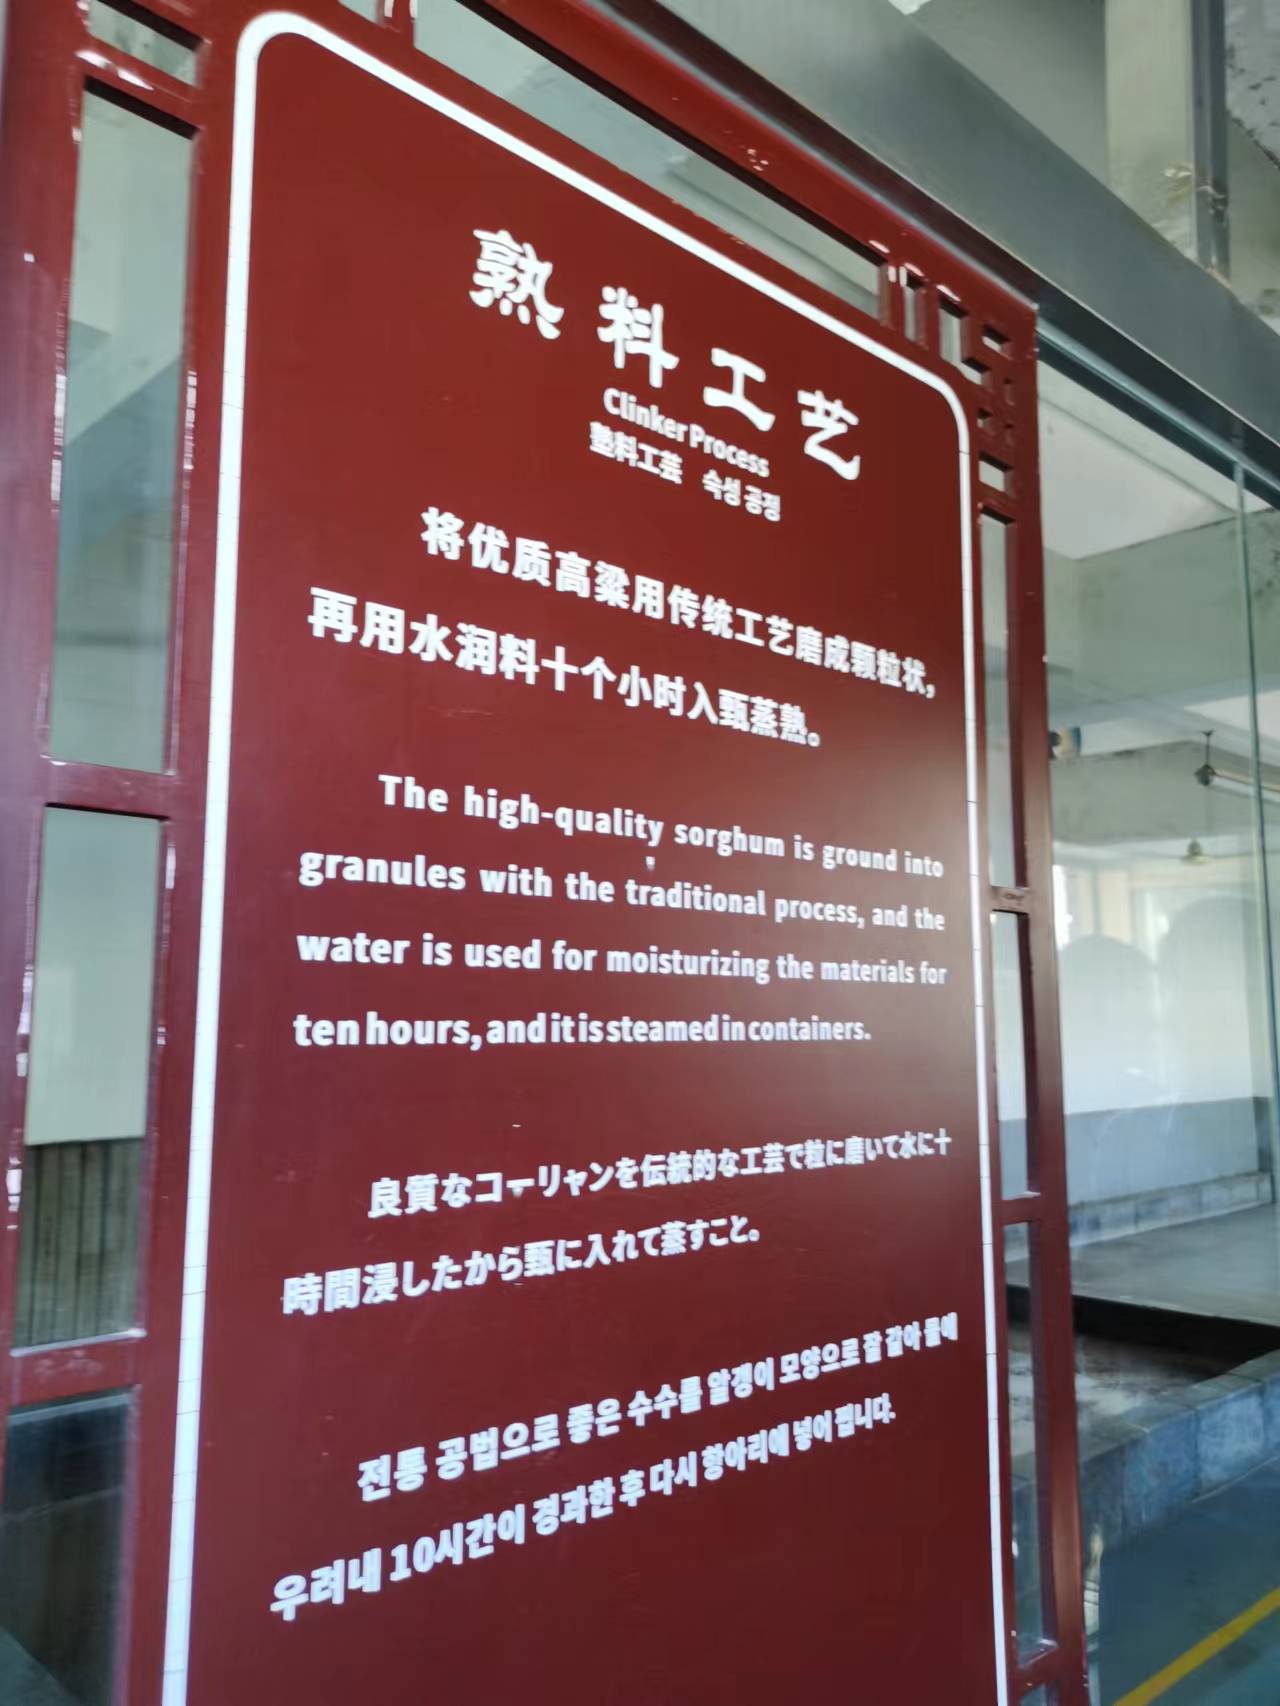 熟料工艺
Clinker Process
熟料工芸 숙성 공정
将优质高粱用传统工艺磨成颗粒状，
再用水润料十个小时入甄蒸熟。
The high-quality sorghum is ground into
granules with the traditional process, and the
water is used for moisturizing the materials for
ten hours, and it is steamed in containers.
良質なコーリャンを伝統的な工芸で粒に磨いて水に十
時間浸したから甄に入れて蒸すこと。
전통 공법으로 좋은 수수를 알갱이 모양으로 잘 갈아 물에
우려내 10시간이 경과한 후 다시 항아리에 넣어 찝니다.